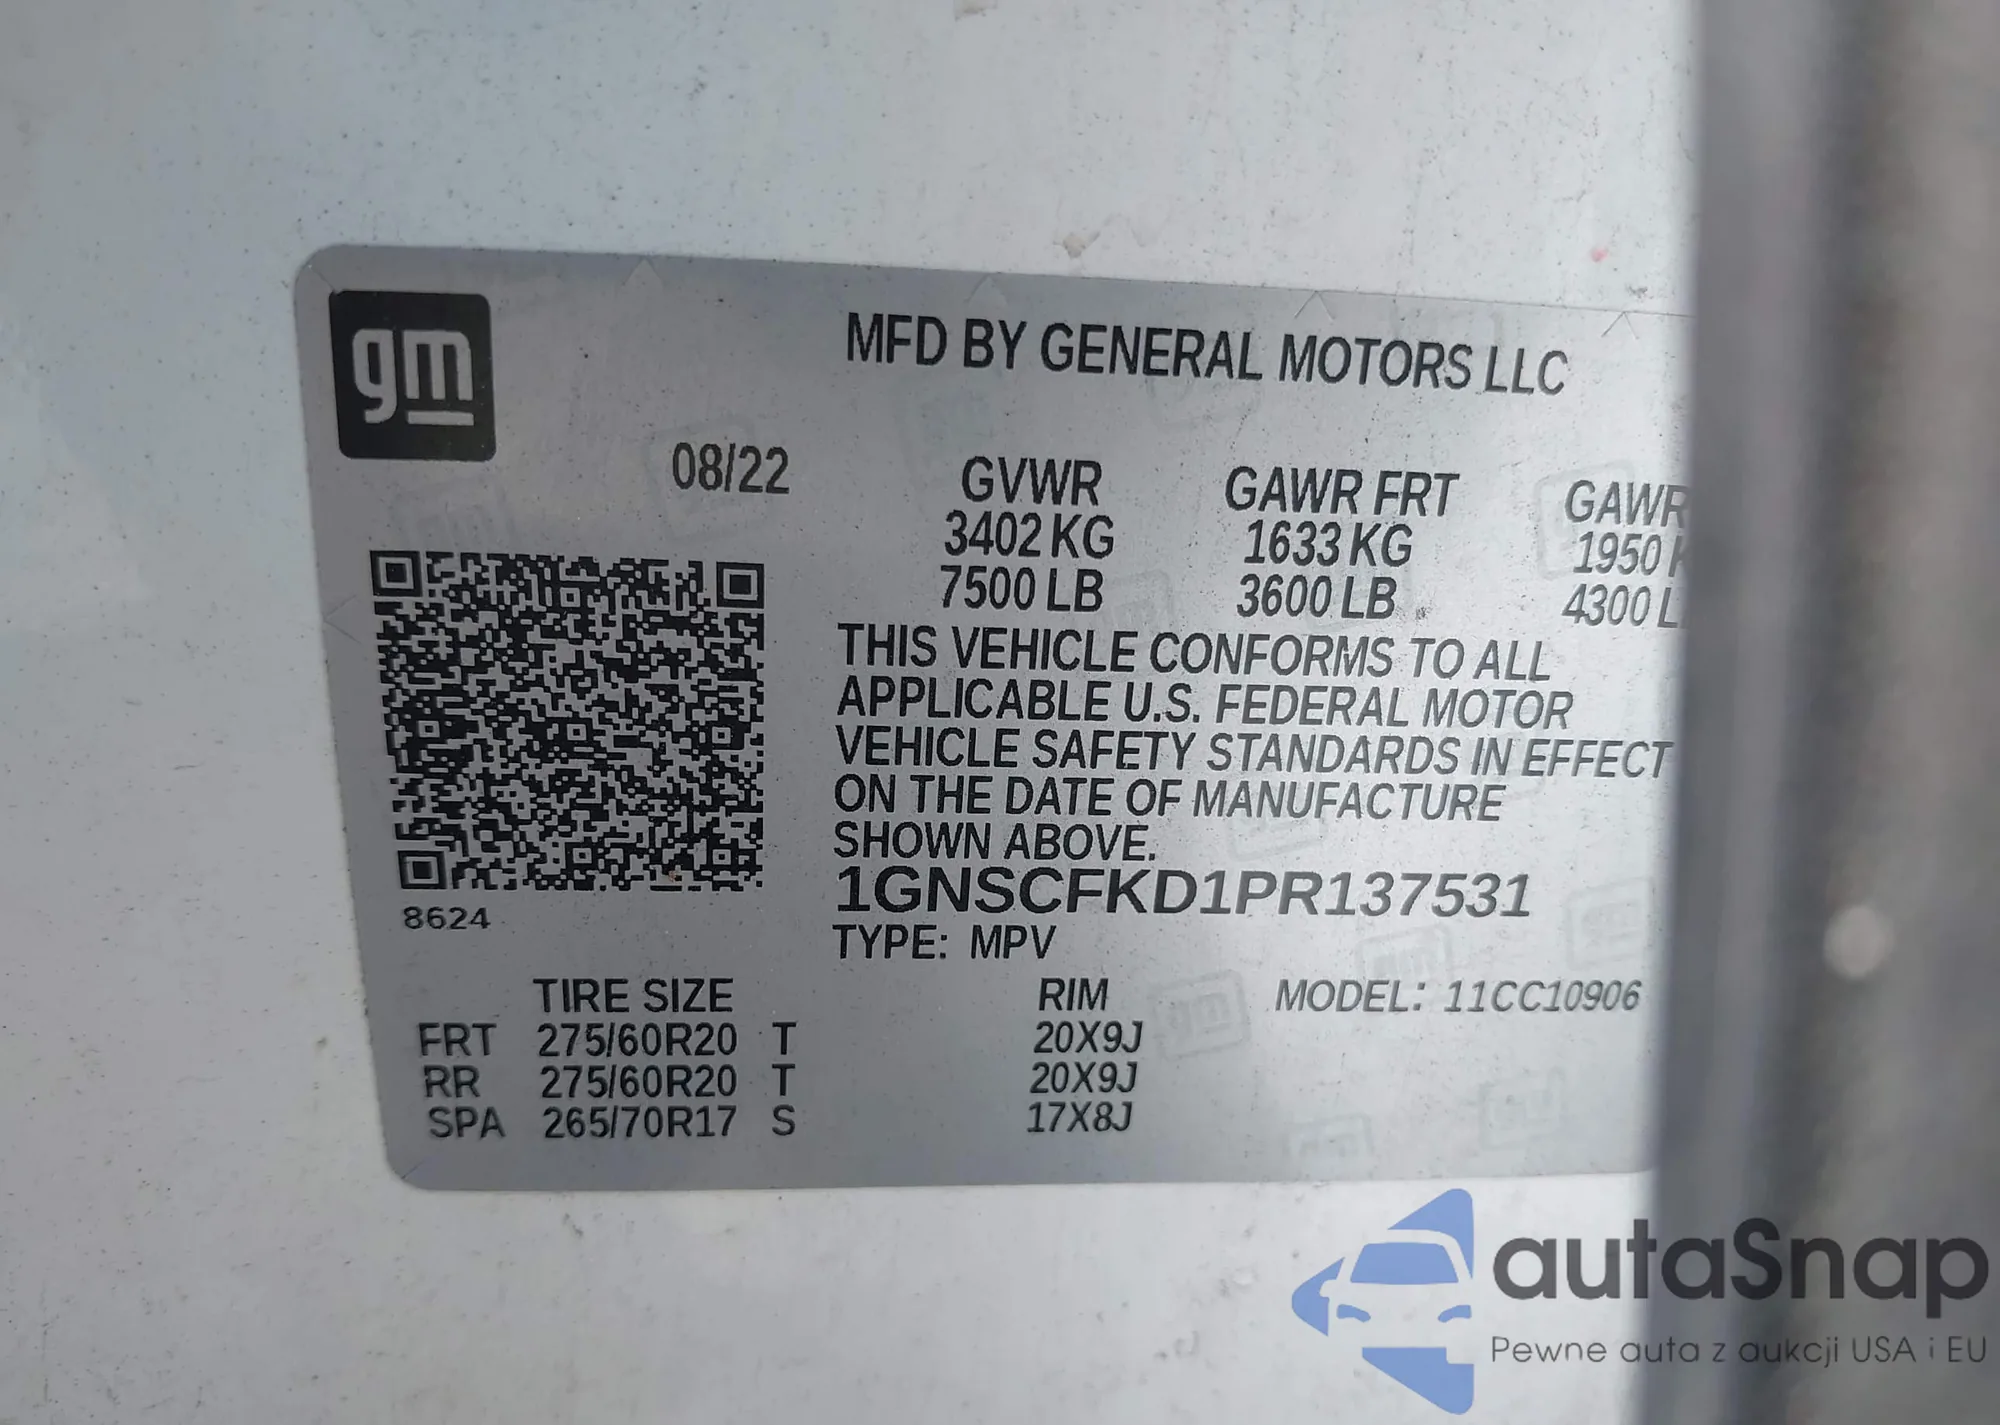 gm
MFD BY GENERAL MOTORS LLC
08/22
GVWR GAWR FRT GAWR
3402 KG 1633 KG 1950 K
7500 LB 3600 LB 4300 L
THIS VEHICLE CONFORMS TO ALL
APPLICABLE U.S. FEDERAL MOTOR
VEHICLE SAFETY STANDARDS IN EFFECT
ON THE DATE OF MANUFACTURE
SHOWN ABOVE.
1GNSCFKD1PR137531
8624
TYPE: MPV
TIRE SIZE RIM MODEL: 11CC10906
FRT 275/60R20 T 20X9J
RR 275/60R20 T 20X9J
SPA 265/70R17 S 17X8J
autaSnap
Pewne auta z aukcji USA i EU